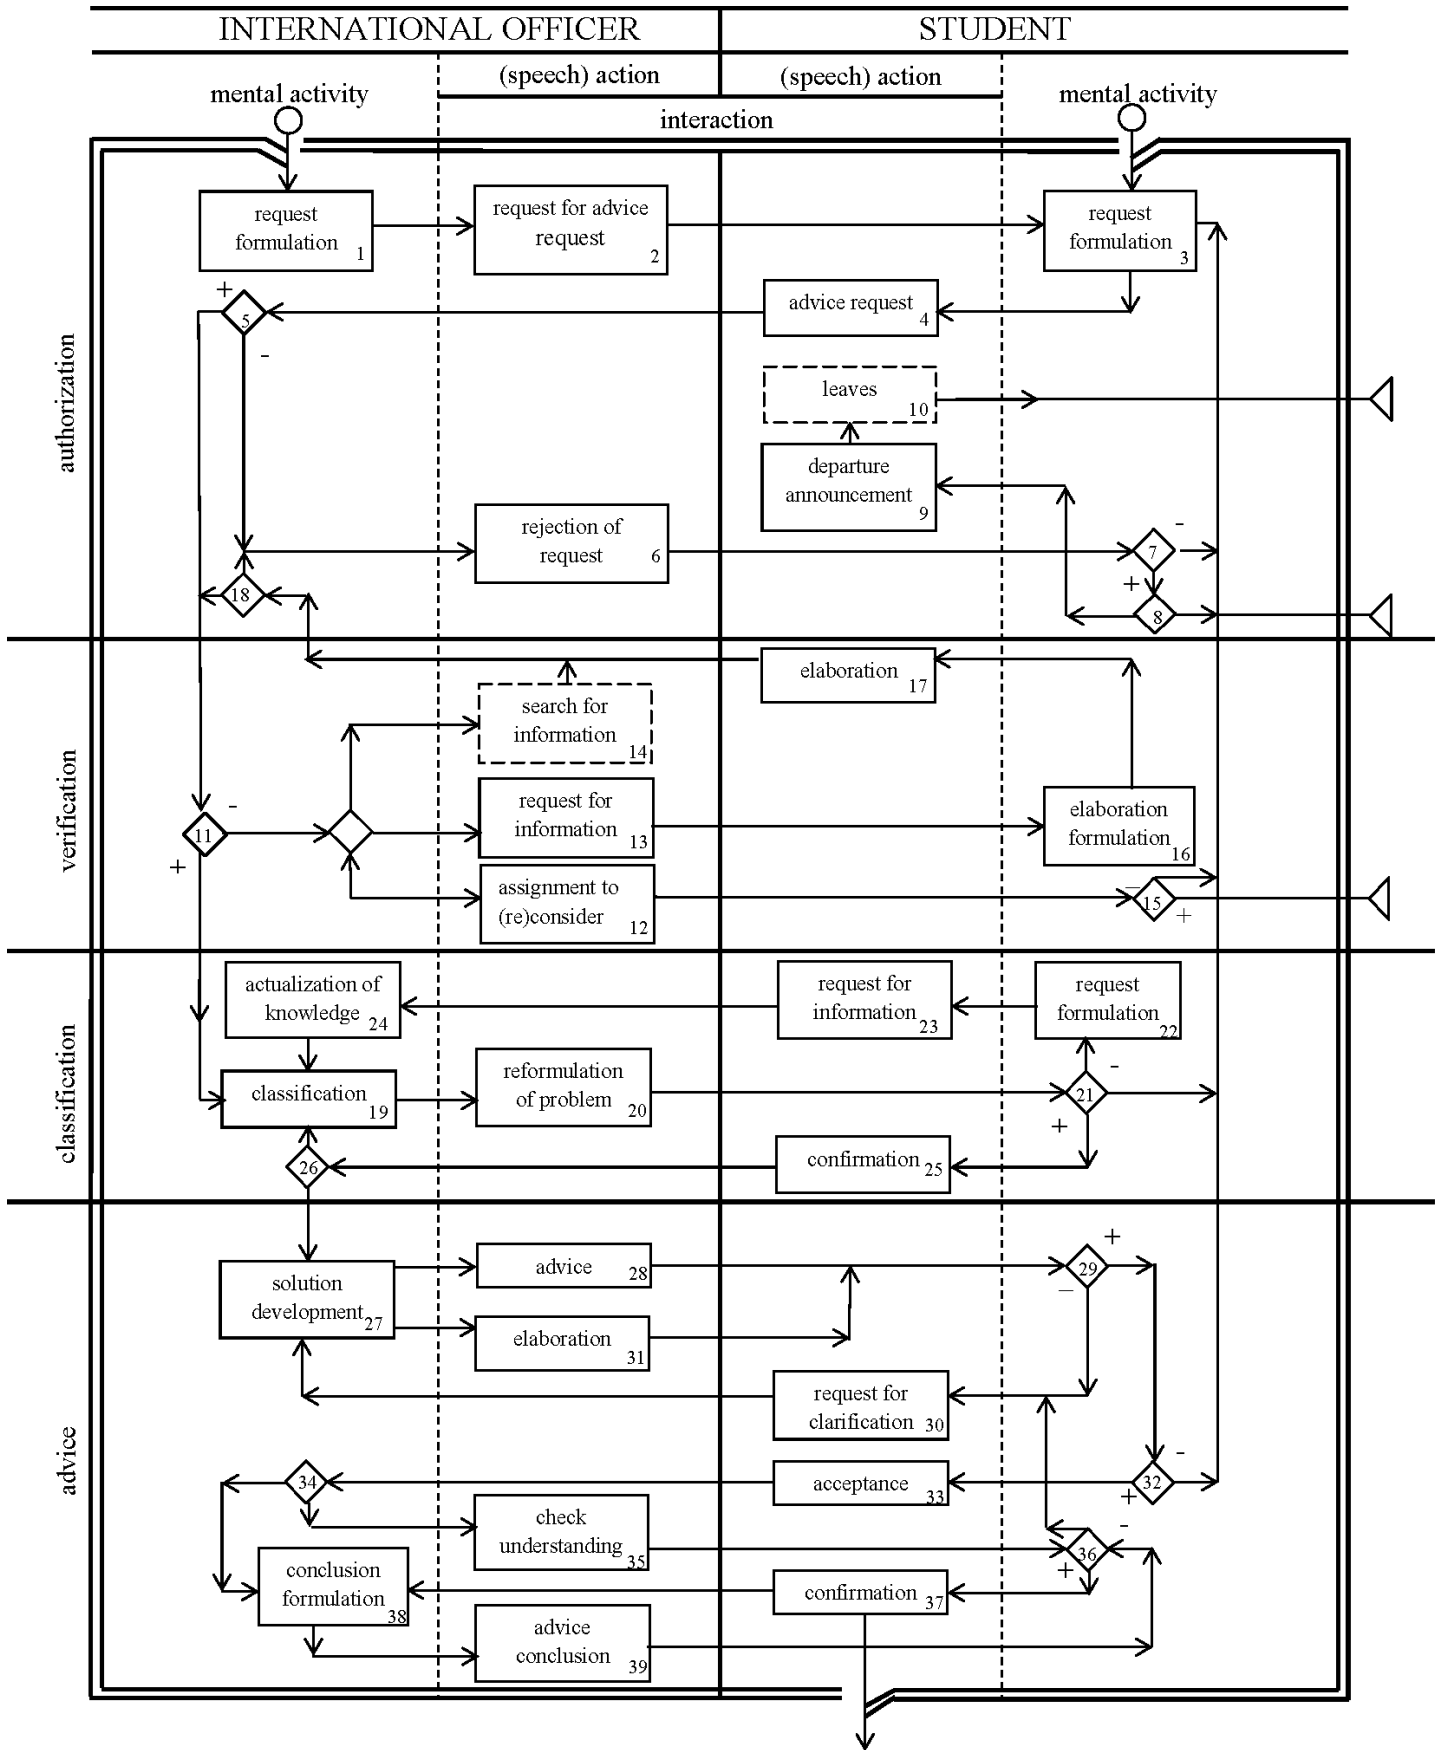 INTERNATIONAL OFFICER
STUDENT
(speech) action
(speech) action
mental activity
mental activity
interaction
authorization
request
formulation
1
request for advice
request
2
request
formulation
3
+
5
-
advice request
4
leaves
10
departure
announcement
9
rejection of
request
6
-
7
+
8
18
verification
elaboration
17
search for
information
14
-
11
+
request for
information
13
elaboration
formulation
16
assignment to
(re)consider
12
–
15
+
classification
actualization of
knowledge
24
request for
information
23
request
formulation
22
-
classification
19
reformulation
of problem
20
21
+
26
confirmation
25
advice
solution
development
27
advice
28
+
29
–
elaboration
31
request for
clarification
30
34
acceptance
33
-
32
+
check
understanding
35
-
36
+
conclusion
formulation
38
confirmation
37
advice
conclusion
39